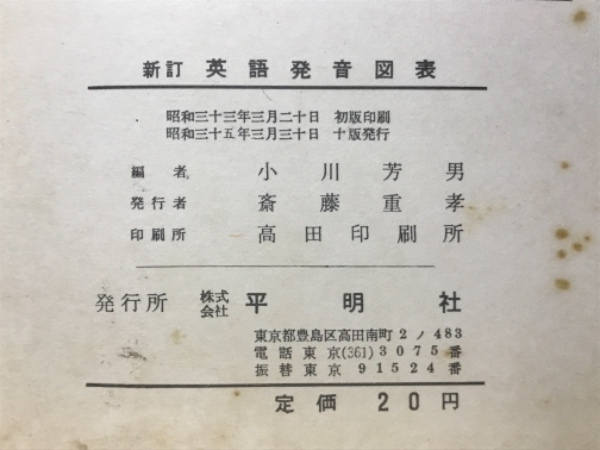 新訂 英語発音図表
昭和三十三年三月二十日 初版印刷
昭和三十五年三月三十日 十版発行
編者 小川芳男
発行者 斎藤重孝
印刷所 高田印刷所
発行所 株式会社 平明社
東京都豊島区高田南町2ノ483
電話東京(361)3075番
振替東京 91524番
定価 20円